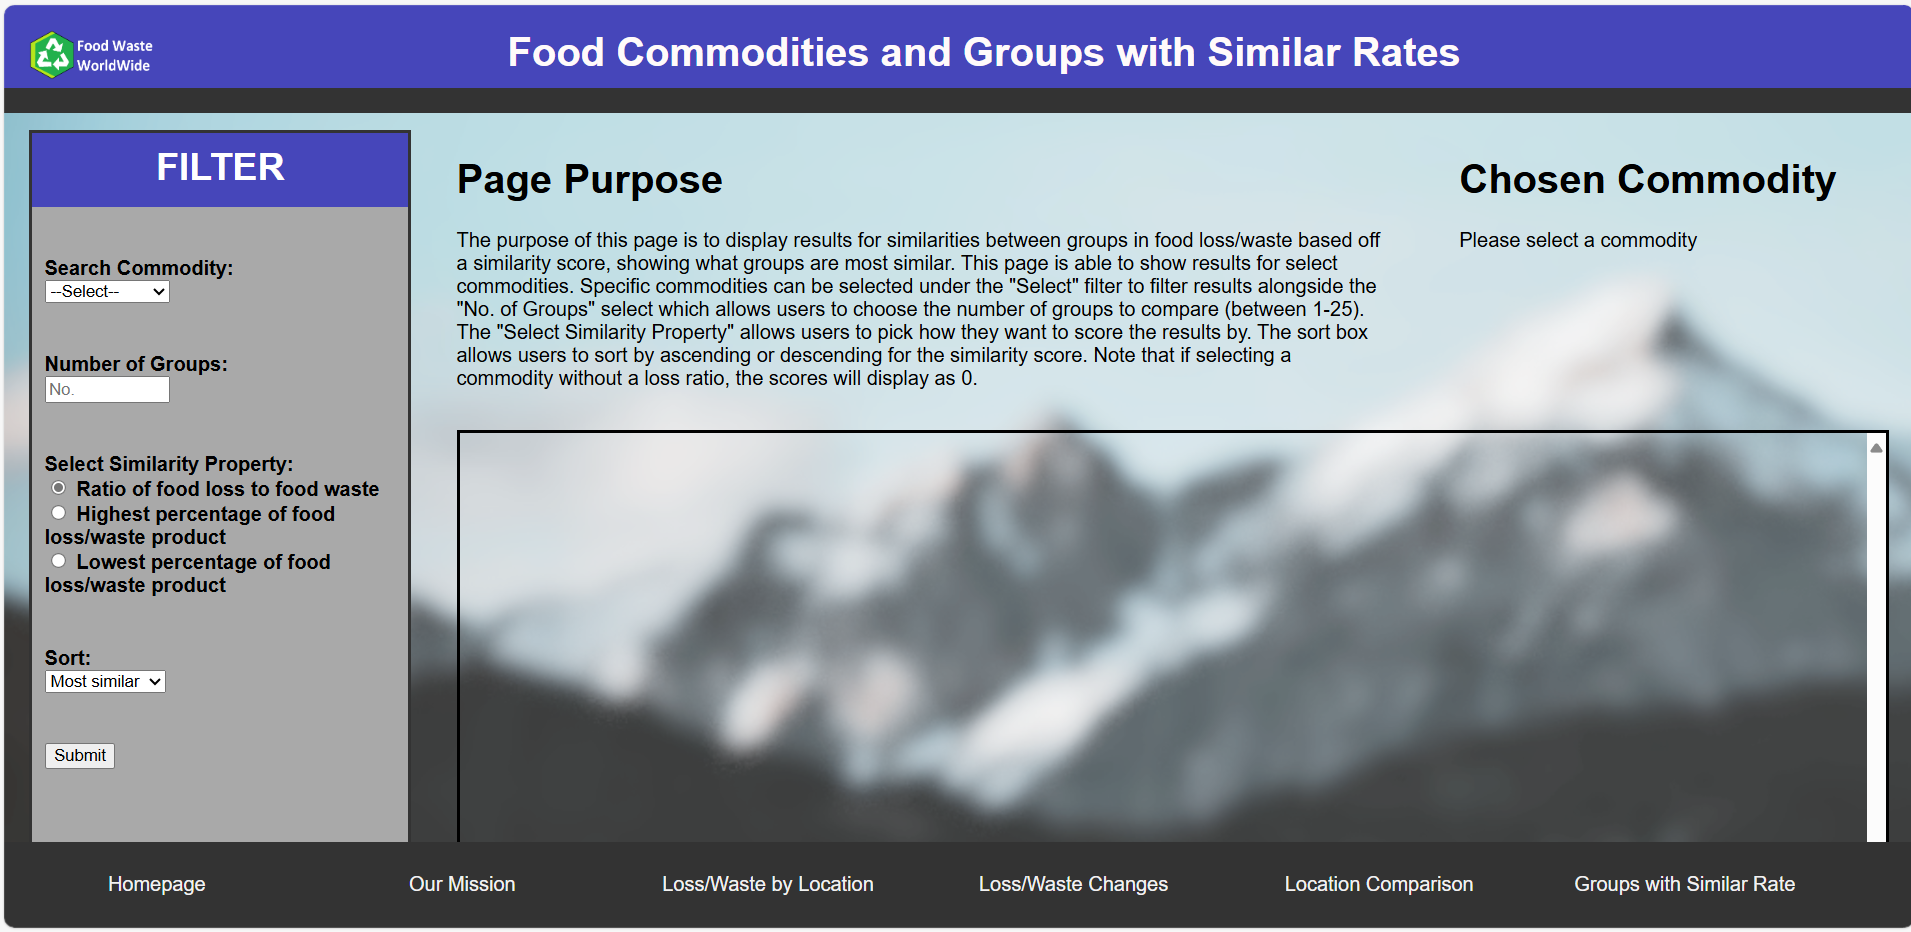 Food Waste
WorldWide
Food Commodities and Groups with Similar Rates
FILTER
Search Commodity:
--Select--
Number of Groups:
No.
Select Similarity Property:
Ratio of food loss to food waste
Highest percentage of food
loss/waste product
Lowest percentage of food
loss/waste product
Sort:
Most similar
Submit
Page Purpose
The purpose of this page is to display results for similarities between groups in food loss/waste based off
a similarity score, showing what groups are most similar. This page is able to show results for select
commodities. Specific commodities can be selected under the "Select" filter to filter results alongside the
"No. of Groups" select which allows users to choose the number of groups to compare (between 1-25).
The "Select Similarity Property" allows users to pick how they want to score the results by. The sort box
allows users to sort by ascending or descending for the similarity score. Note that if selecting a
commodity without a loss ratio, the scores will display as 0.
Chosen Commodity
Please select a commodity
Homepage
Our Mission
Loss/Waste by Location
Loss/Waste Changes
Location Comparison
Groups with Similar Rate